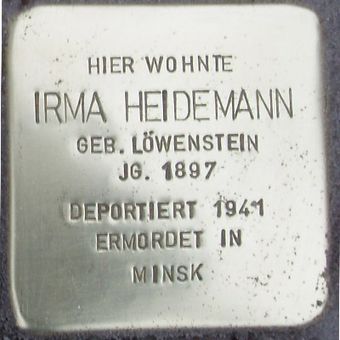 HIER WOHNTE
IRMA HEIDEMANN
GEB. LÖWENSTEIN
JG. 1897
DEPORTIERT 1941
ERMORDET IN
MINSK